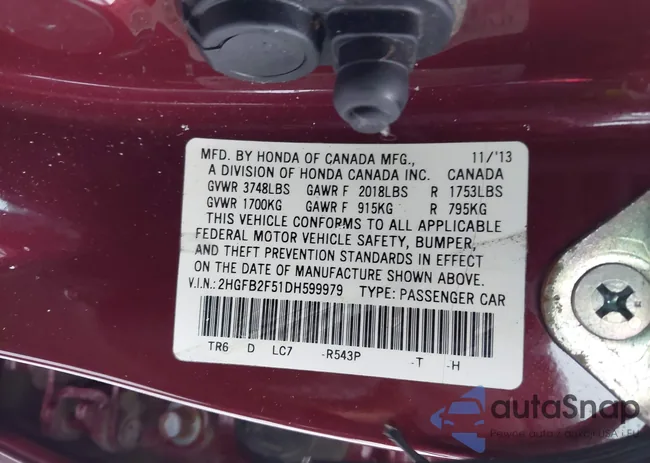 MFD. BY HONDA OF CANADA MFG., 11/'13
A DIVISION OF HONDA CANADA INC. CANADA
GVWR 3748LBS GAWR F 2018LBS R 1753LBS
GVWR 1700KG GAWR F 915KG R 795KG
THIS VEHICLE CONFORMS TO ALL APPLICABLE
FEDERAL MOTOR VEHICLE SAFETY, BUMPER,
AND THEFT PREVENTION STANDARDS IN EFFECT
ON THE DATE OF MANUFACTURE SHOWN ABOVE.
V.I.N.: 2HGFB2F51DH599979 TYPE: PASSENGER CAR
TR6 D LC7 -R543P -T -H
autaSnap